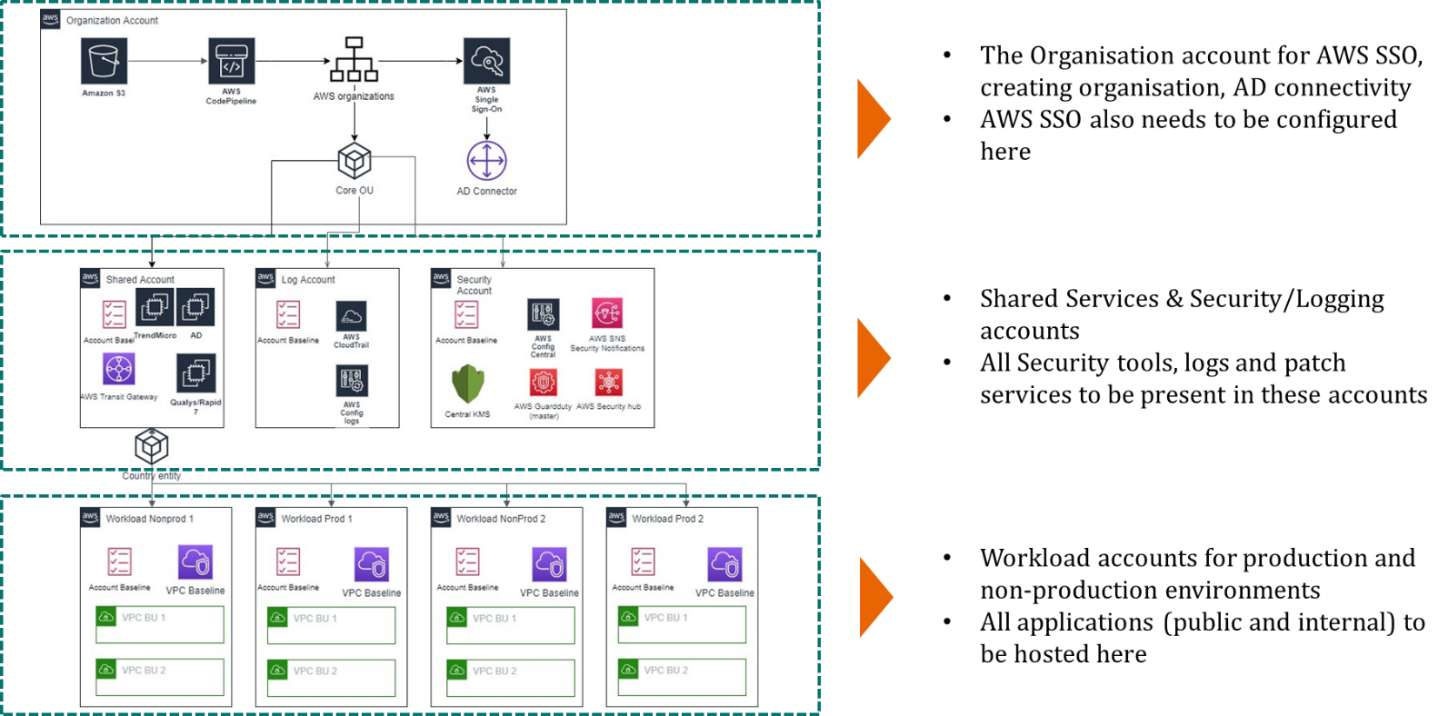 aws Organization Account
Amazon S3
AWS
CodePipeline
AWS organizations
AWS
Single
Sign-On
Core OU
AD Connector
• The Organisation account for AWS SSO,
creating organisation, AD connectivity
• AWS SSO also needs to be configured
here
aws Shared Account
Account Basel
TrendMicro
AD
AWS Transit Gateway
Qualys/Rapid
7
aws Log Account
Account Baseline
AWS
CloudTrail
AWS
Config
logs
aws Security
Account
Account Baseline
AWS
Config
Central
AWS SNS
Security Notifications
Central KMS
AWS Guardduty
(master)
AWS Security hub
• Shared Services & Security/Logging
accounts
• All Security tools, logs and patch
services to be present in these accounts
Country entity
aws Workload Nonprod 1
Account Baseline
VPC Baseline
VPC BU 1
VPC BU 2
aws Workload Prod 1
Account Baseline
VPC Baseline
VPC BU 1
VPC BU 2
aws Workload NonProd 2
Account Baseline
VPC Baseline
VPC BU 1
VPC BU 2
aws Workload Prod 2
Account Baseline
VPC Baseline
VPC BU 1
VPC BU 2
• Workload accounts for production and
non-production environments
• All applications (public and internal) to
be hosted here